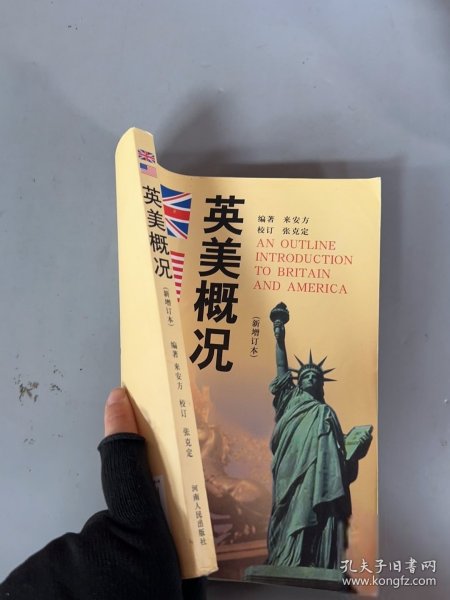 英美概况
(新增订本)
编著 来安方
校订 张克定
AN OUTLINE
INTRODUCTION
TO BRITAIN
AND AMERICA
英美概况
(新增订本)
编著 来安方 校订 张克定
河南人民出版社
孔夫子旧书网
www.kongfz.com